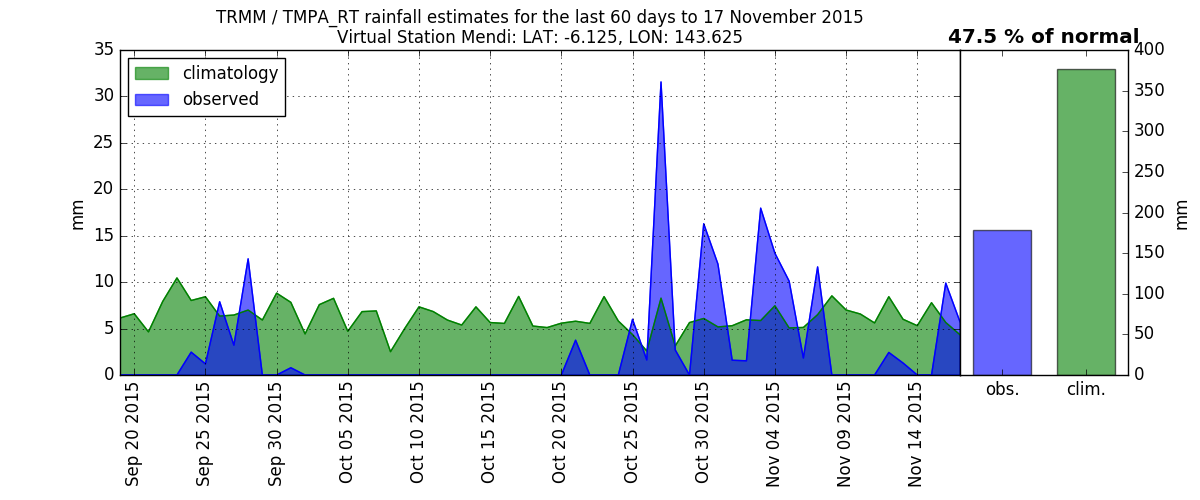 TRMM / TMPA_RT rainfall estimates for the last 60 days to 17 November 2015
Virtual Station Mendi: LAT: -6.125, LON: 143.625
47.5 % of normal
climatology
observed
mm
35
30
25
20
15
10
5
0
Sep 20 2015
Sep 25 2015
Sep 30 2015
Oct 05 2015
Oct 10 2015
Oct 15 2015
Oct 20 2015
Oct 25 2015
Oct 30 2015
Nov 04 2015
Nov 09 2015
Nov 14 2015
400
350
300
250
200
150
100
50
0
mm
obs.
clim.